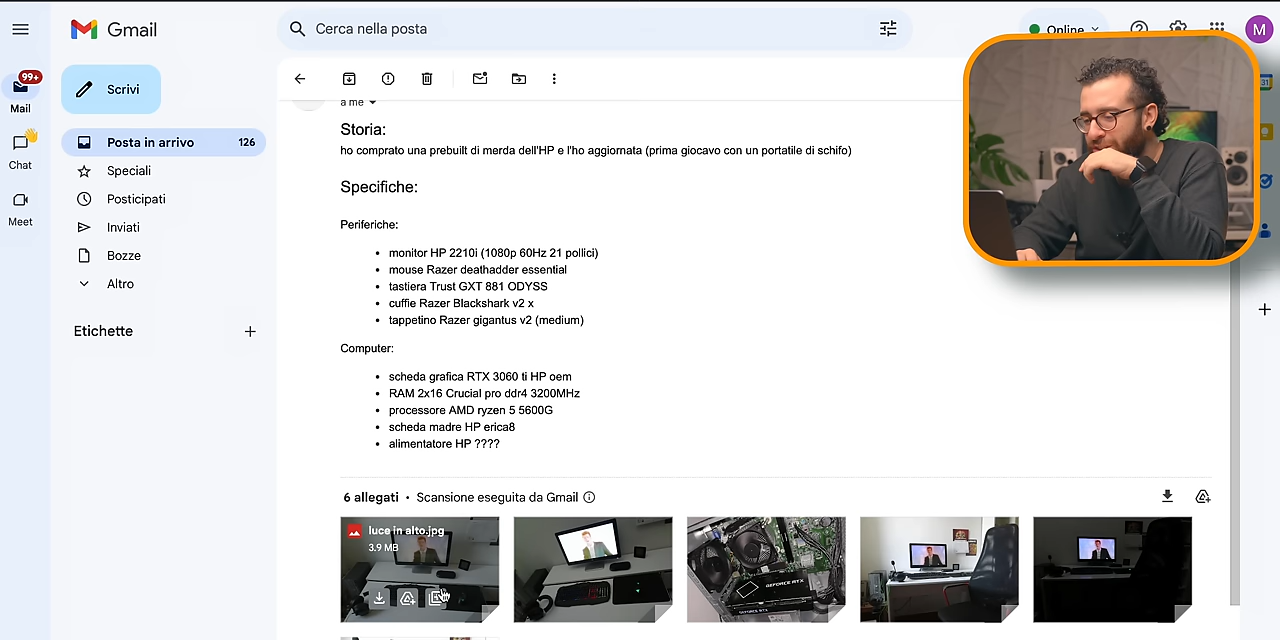 Gmail
Cerca nella posta
Online
M
99+
Mail
Chat
Meet
Scrivi
Posta in arrivo 126
Speciali
Posticipati
Inviati
Bozze
Altro
Etichette
a me
Storia:
ho comprato una prebuilt di merda dell'HP e l'ho aggiornata (prima giocavo con un portatile di schifo)
Specifiche:
Periferiche:
monitor HP 2210i (1080p 60Hz 21 pollici)
mouse Razer deathadder essential
tastiera Trust GXT 881 ODYSS
cuffie Razer Blackshark v2 x
tappetino Razer gigantus v2 (medium)
Computer:
scheda grafica RTX 3060 ti HP oem
RAM 2x16 Crucial pro ddr4 3200MHz
processore AMD ryzen 5 5600G
scheda madre HP erica8
alimentatore HP ????
6 allegati • Scansione eseguita da Gmail
luce in alto.jpg
3.9 MB
GEFORCE RTX
GEFORCE RTX
31